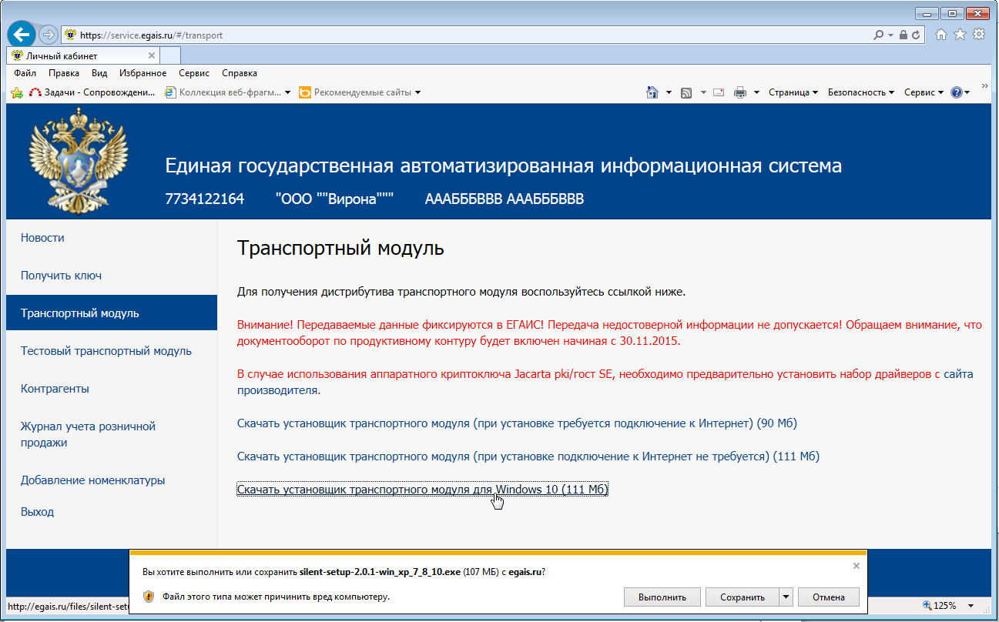 https://service.egais.ru/#/transport
Личный кабинет
Файл Правка Вид Избранное Сервис Справка
Задачи - Сопровождени... Коллекция веб-фрагм... Рекомендуемые сайты Страница Безопасность Сервис
Единая государственная автоматизированная информационная система
7734122164 "ООО ""Вирона""" АААБББВВВ АААБББВВВ
Новости
Получить ключ
Транспортный модуль
Тестовый транспортный модуль
Контрагенты
Журнал учета розничной
продажи
Добавление номенклатуры
Выход
Транспортный модуль
Для получения дистрибутива транспортного модуля воспользуйтесь ссылкой ниже.
Внимание! Передаваемые данные фиксируются в ЕГАИС! Передача недостоверной информации не допускается! Обращаем внимание, что
документооборот по продуктивному контуру будет включен начиная с 30.11.2015.
В случае использования аппаратного криптоключа Jacarta pki/гост SE, необходимо предварительно установить набор драйверов с сайта
производителя.
Скачать установщик транспортного модуля (при установке требуется подключение к Интернет) (90 Мб)
Скачать установщик транспортного модуля (при установке подключение к Интернет не требуется) (111 Мб)
Скачать установщик транспортного модуля для Windows 10 (111 Мб)
Вы хотите выполнить или сохранить silent-setup-2.0.1-win_xp_7_8_10.exe (107 МБ) с egais.ru?
Файл этого типа может причинить вред компьютеру.
Выполнить Сохранить Отмена
http://egais.ru/files/silent-set
125%